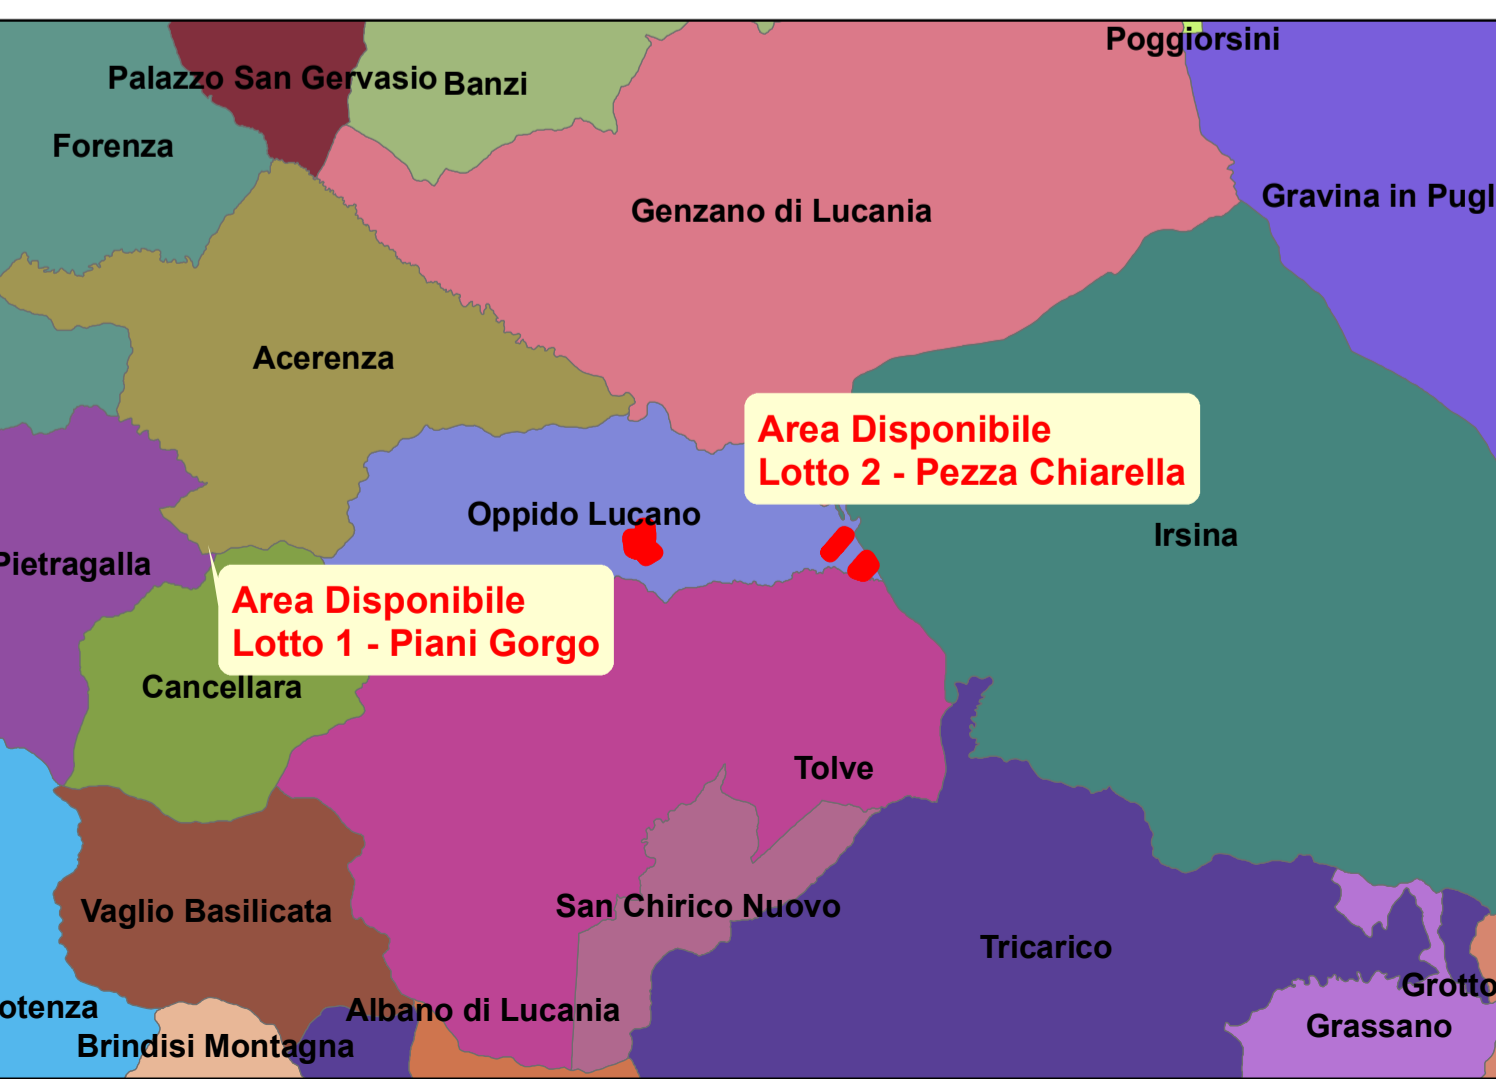 Poggiorsini
Palazzo San Gervasio
Banzi
Forenza
Gravina in Pugl
Genzano di Lucania
Acerenza
Area Disponibile
Lotto 2 - Pezza Chiarella
Oppido Lucano
Irsina
Pietragalla
Area Disponibile
Lotto 1 - Piani Gorgo
Cancellara
Tolve
San Chirico Nuovo
Vaglio Basilicata
Tricarico
Grotto
otenza
Albano di Lucania
Grassano
Brindisi Montagna